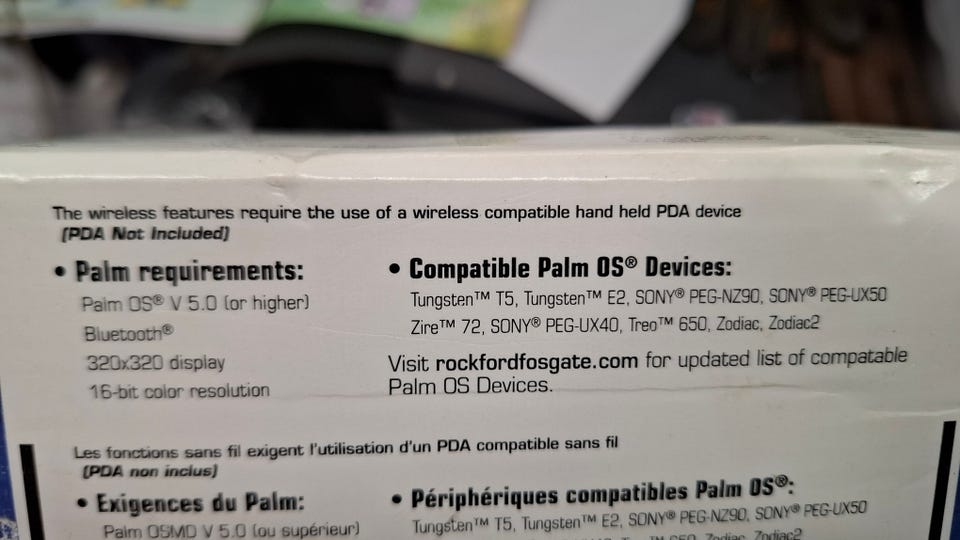 The wireless features require the use of a wireless compatible hand held PDA device
(PDA Not Included)
• Palm requirements:
Palm OS® V 5.0 (or higher)
Bluetooth®
320x320 display
16-bit color resolution
• Compatible Palm OS® Devices:
Tungsten™ T5, Tungsten™ E2, SONY® PEG-NZ90, SONY® PEG-UX50
Zire™ 72, SONY® PEG-UX40, Treo™ 650, Zodiac, Zodiac2
Visit rockfordfosgate.com for updated list of compatable
Palm OS Devices.
Les fonctions sans fil exigent l'utilisation d'un PDA compatible sans fil
(PDA non inclus)
• Exigences du Palm:
Palm OSMD V 5.0 (ou supérieur)
• Périphériques compatibles Palm OS®:
Tungsten™ T5, Tungsten™ E2, SONY® PEG-NZ90, SONY® PEG-UX50
Zodiac, Zodiac2